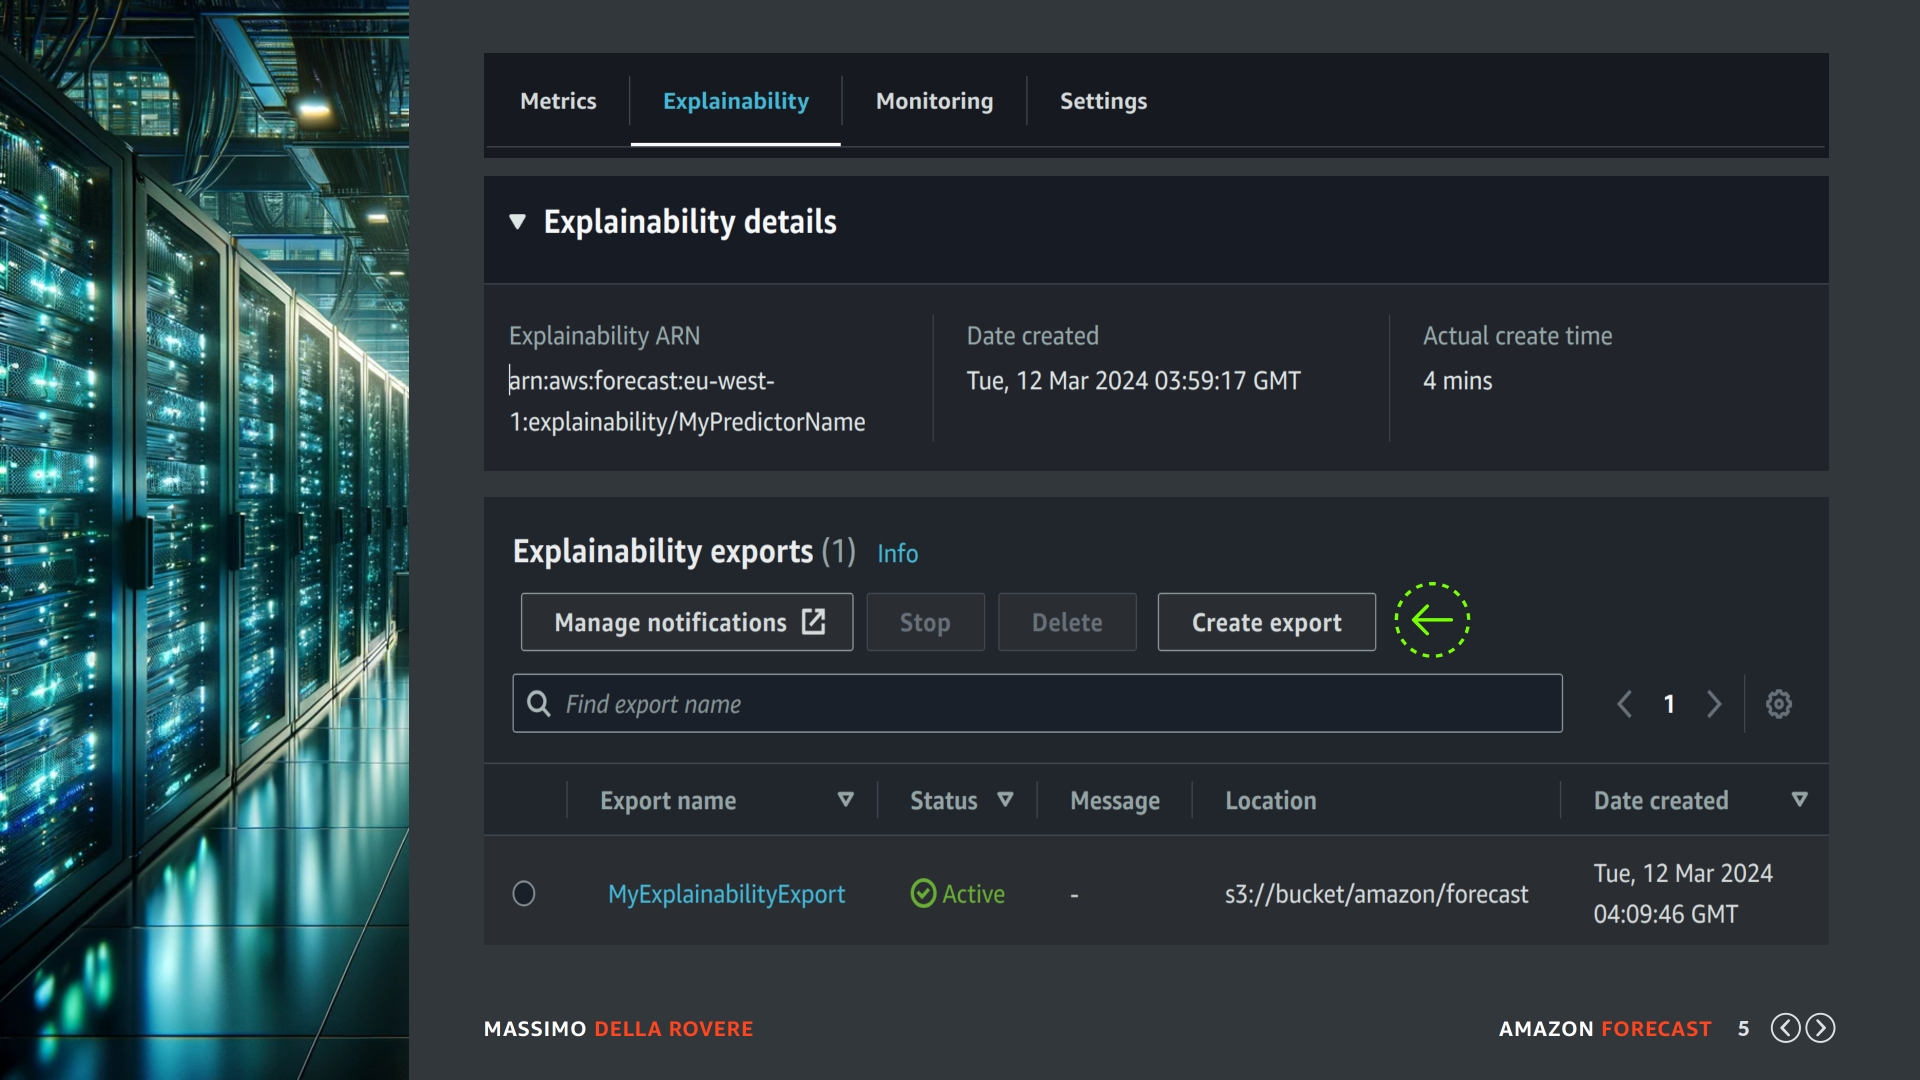 Metrics
Explainability
Monitoring
Settings
Explainability details
Explainability ARN
arn:aws:forecast:eu-west-
1:explainability/MyPredictorName
Date created
Tue, 12 Mar 2024 03:59:17 GMT
Actual create time
4 mins
Explainability exports (1) Info
Manage notifications
Stop
Delete
Create export
Find export name
1
Export name
Status
Message
Location
Date created
MyExplainabilityExport
Active
-
s3://bucket/amazon/forecast
Tue, 12 Mar 2024
04:09:46 GMT
MASSIMO DELLA ROVERE
AMAZON FORECAST 5